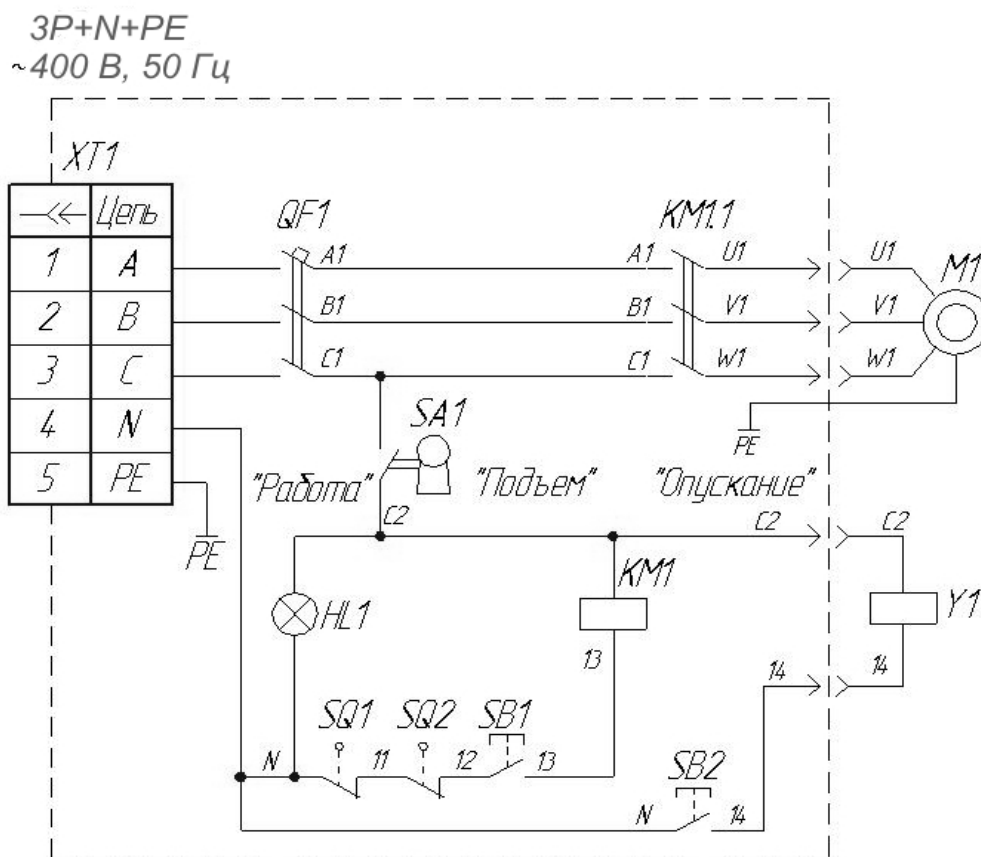 3P+N+PE
~400 В, 50 Гц
XT1
Цепь
1 A
2 B
3 C
4 N
5 PE
QF1 KM1.1
A1 A1 U1 U1 M1
B1 B1 V1 V1
C1 C1 W1 W1
SA1
PE
"Работа" "Подъем" "Опускание"
C2 C2 C2
PE
KM1
HL1 Y1
13
14 14
SQ1 SQ2 SB1
N 11 12 13
SB2
N 14